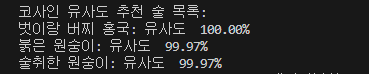 코사인 유사도 추천 술 목록:
벗이랑 버찌 홍국: 유사도  100.00%
붉은 원숭이: 유사도  99.97%
술취한 원숭이: 유사도  99.97%